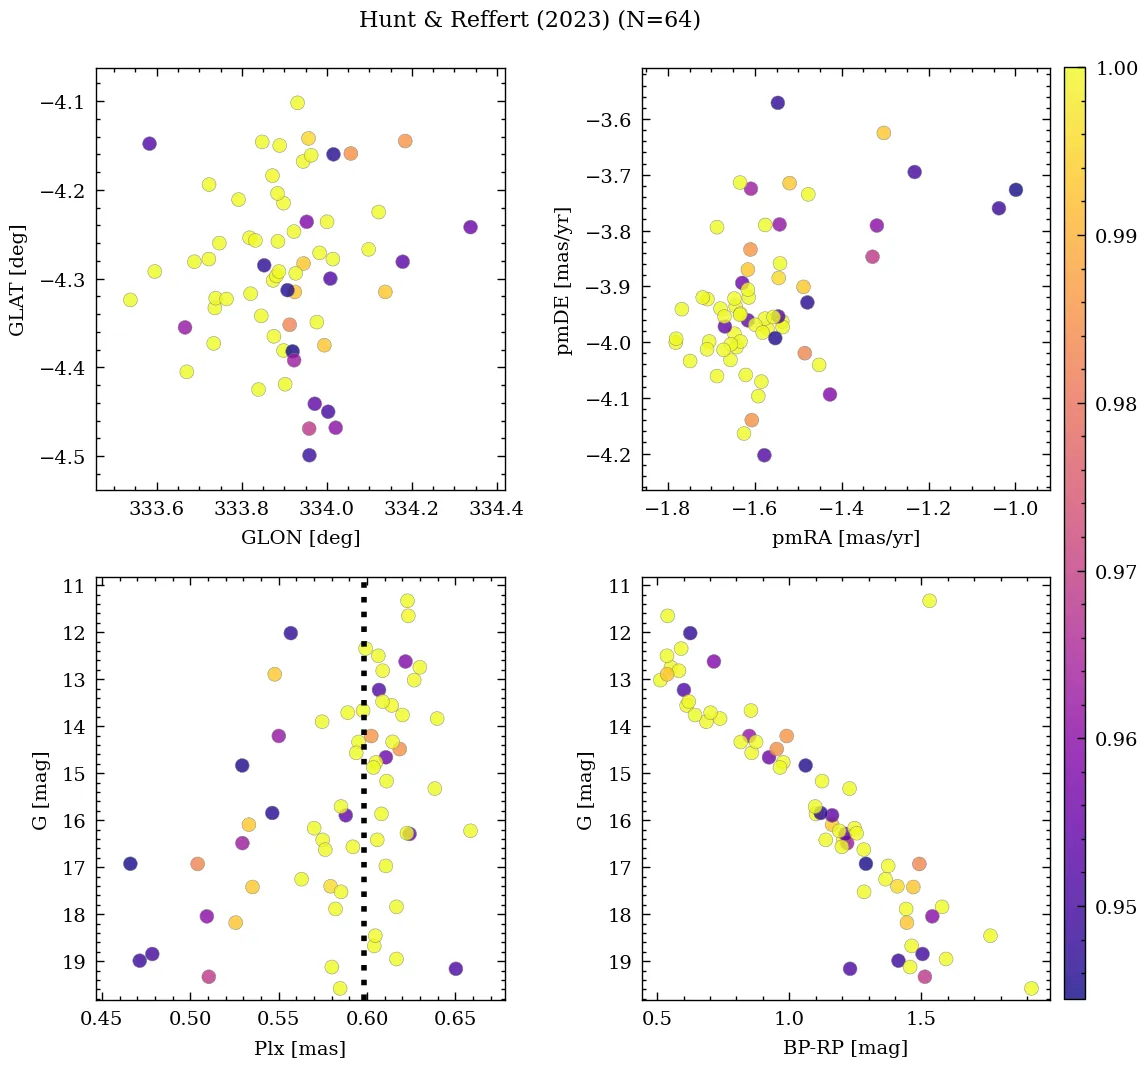 Hunt & Reffert (2023) (N=64)
−4.1
−4.2
−4.3
−4.4
−4.5
GLAT [deg]
333.6 333.8 334.0 334.2 334.4
GLON [deg]
−3.6
−3.7
−3.8
−3.9
−4.0
−4.1
−4.2
pmDE [mas/yr]
−1.8 −1.6 −1.4 −1.2 −1.0
pmRA [mas/yr]
1.00
0.99
0.98
0.97
0.96
0.95
11
12
13
14
15
16
17
18
19
G [mag]
0.45 0.50 0.55 0.60 0.65
Plx [mas]
11
12
13
14
15
16
17
18
19
G [mag]
0.5 1.0 1.5
BP-RP [mag]